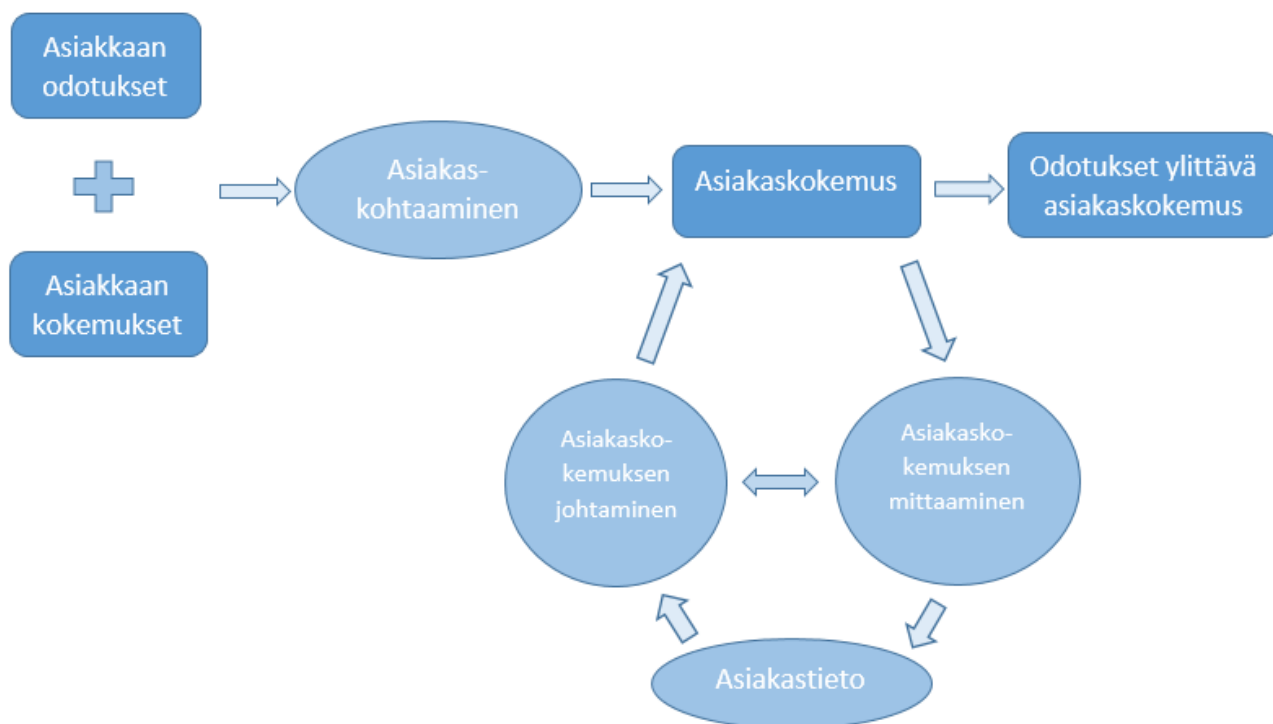 Asiakkaan
odotukset
Asiakkaan
kokemukset
Asiakas-
kohtaaminen
Asiakaskokemus
Odotukset ylittävä
asiakaskokemus
Asiakasko-
kemuksen
johtaminen
Asiakasko-
kemuksen
mittaaminen
Asiakastieto